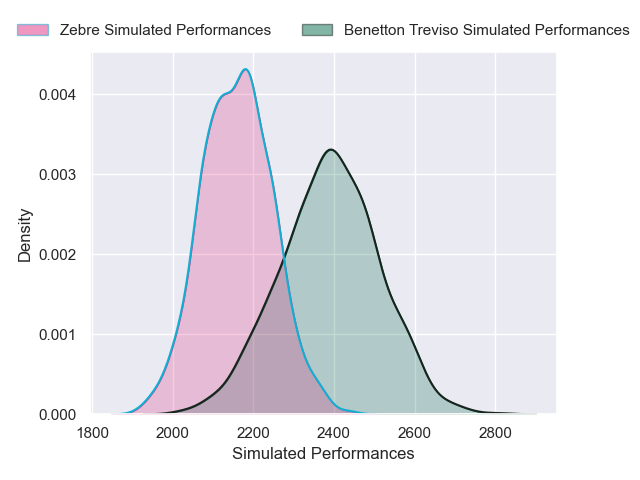 Zebre Simulated Performances
Benetton Treviso Simulated Performances
0.004
0.003
0.002
0.001
0.000
Density
1800 2000 2200 2400 2600 2800
Simulated Performances